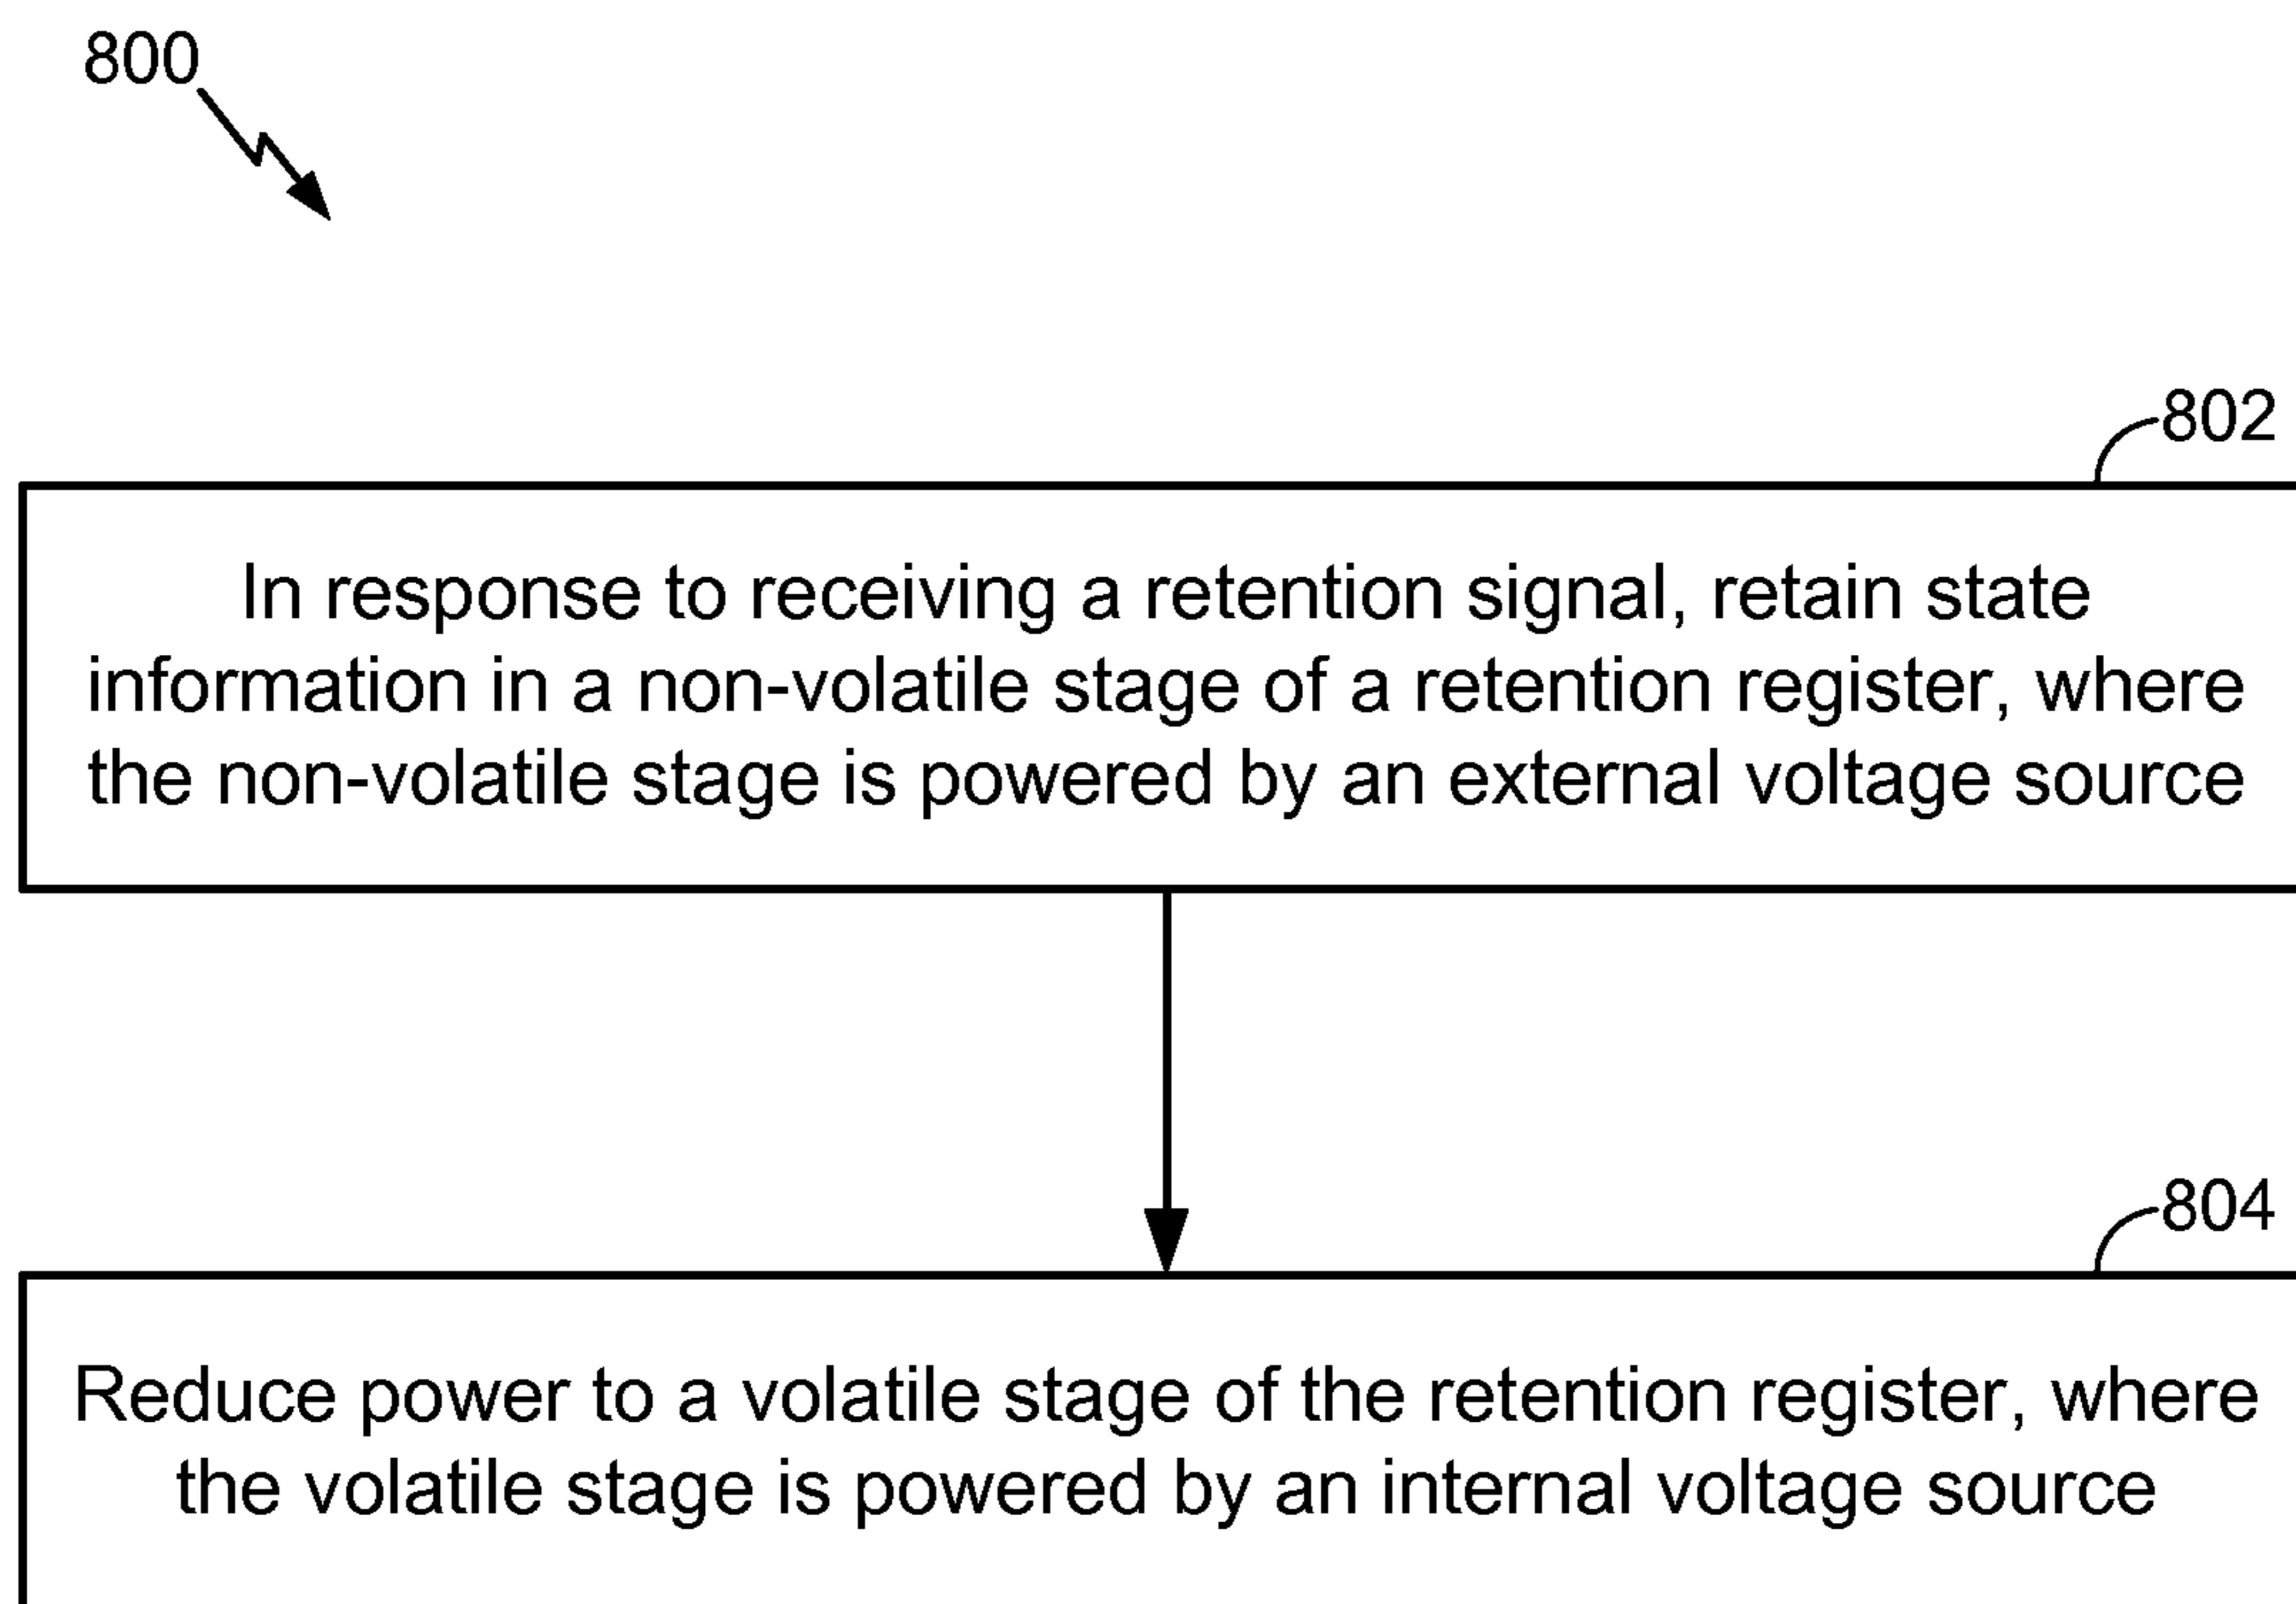 800
802
In response to receiving a retention signal, retain state
information in a non-volatile stage of a retention register, where
the non-volatile stage is powered by an external voltage source
804
Reduce power to a volatile stage of the retention register, where
the volatile stage is powered by an internal voltage source